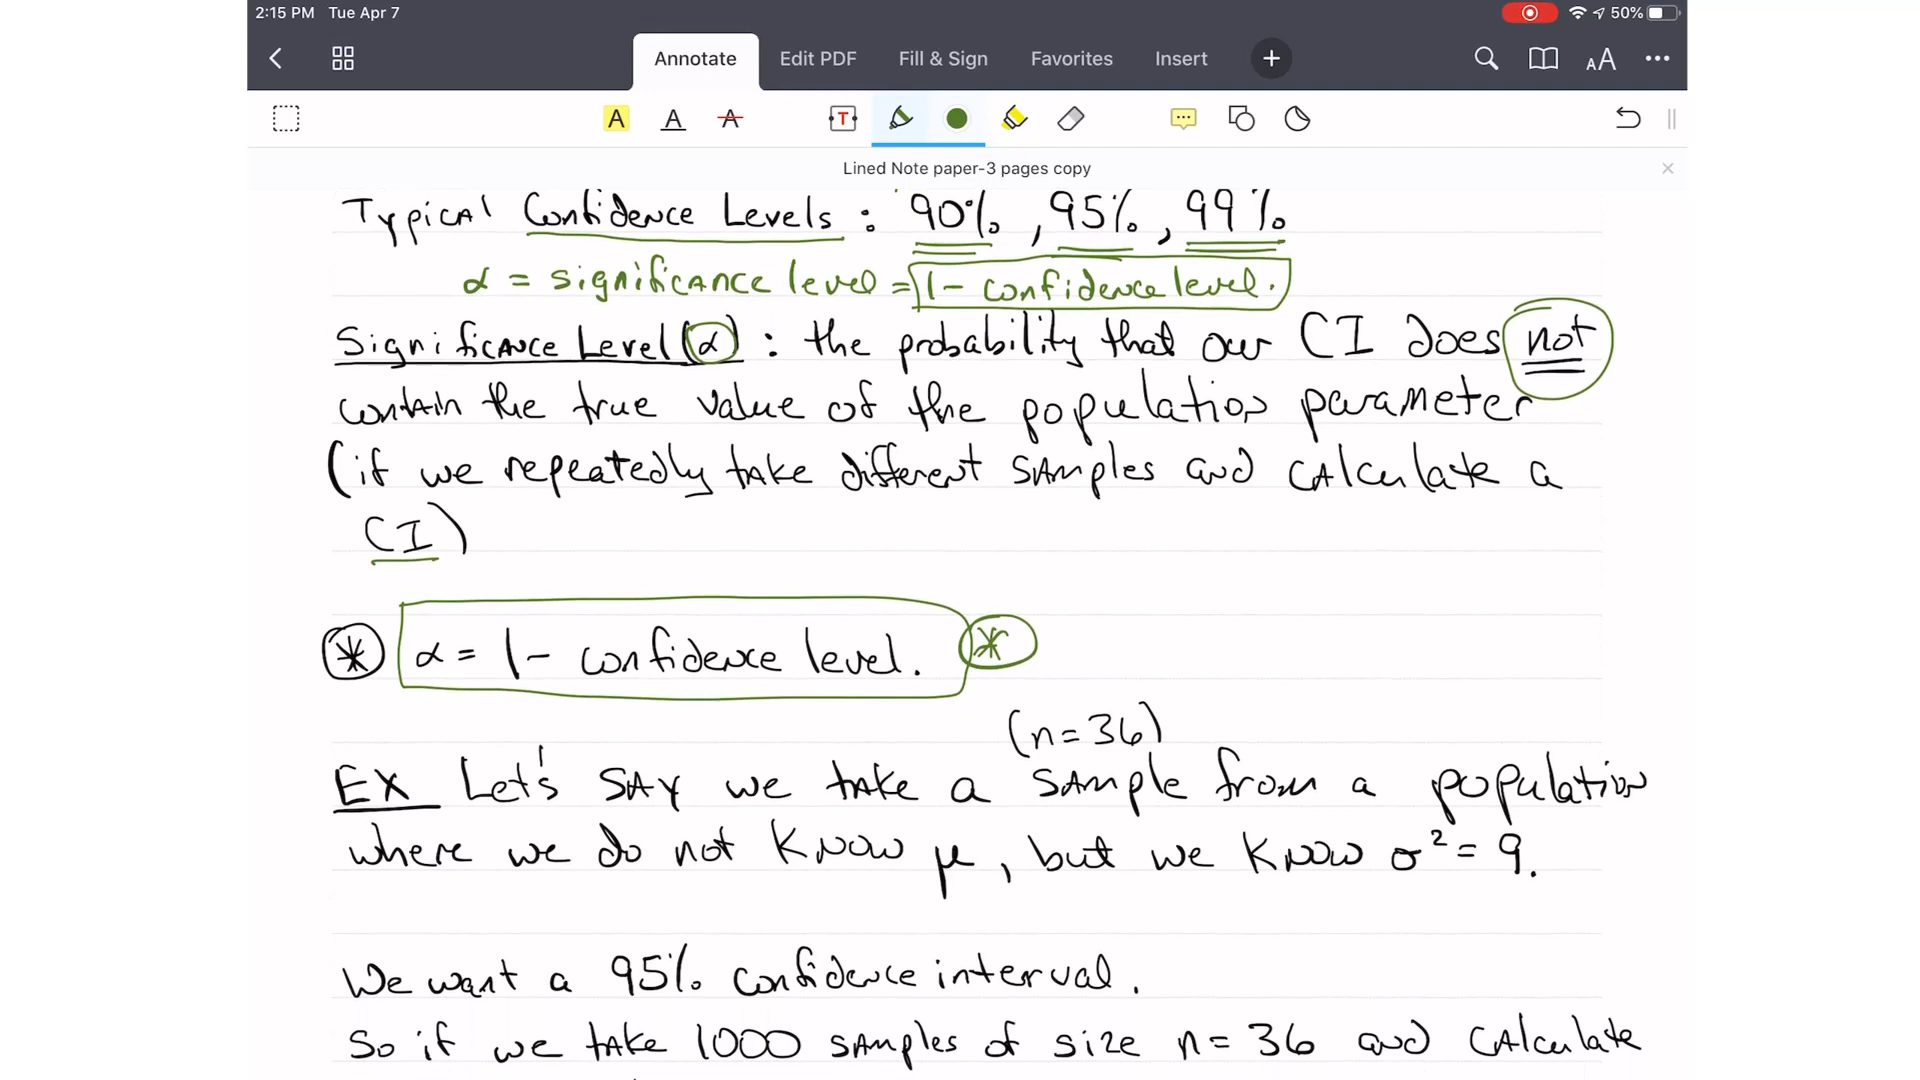 2:15 PM Tue Apr 7 50%
Annotate Edit PDF Fill & Sign Favorites Insert
A A A T AA
Lined Note paper-3 pages copy
Typical Confidence Levels : 90%, 95%, 99%
α = significance level = 1 - confidence level.
Significance Level (α) : the probability that our CI does not
contain the true value of the population parameter
(if we repeatedly take different samples and calculate a
CI)
* α = 1 - confidence level. *
(n=36)
EX Let's say we take a sample from a population
where we do not know μ, but we know σ² = 9.
We want a 95% confidence interval.
So if we take 1000 samples of size n = 36 and calculate